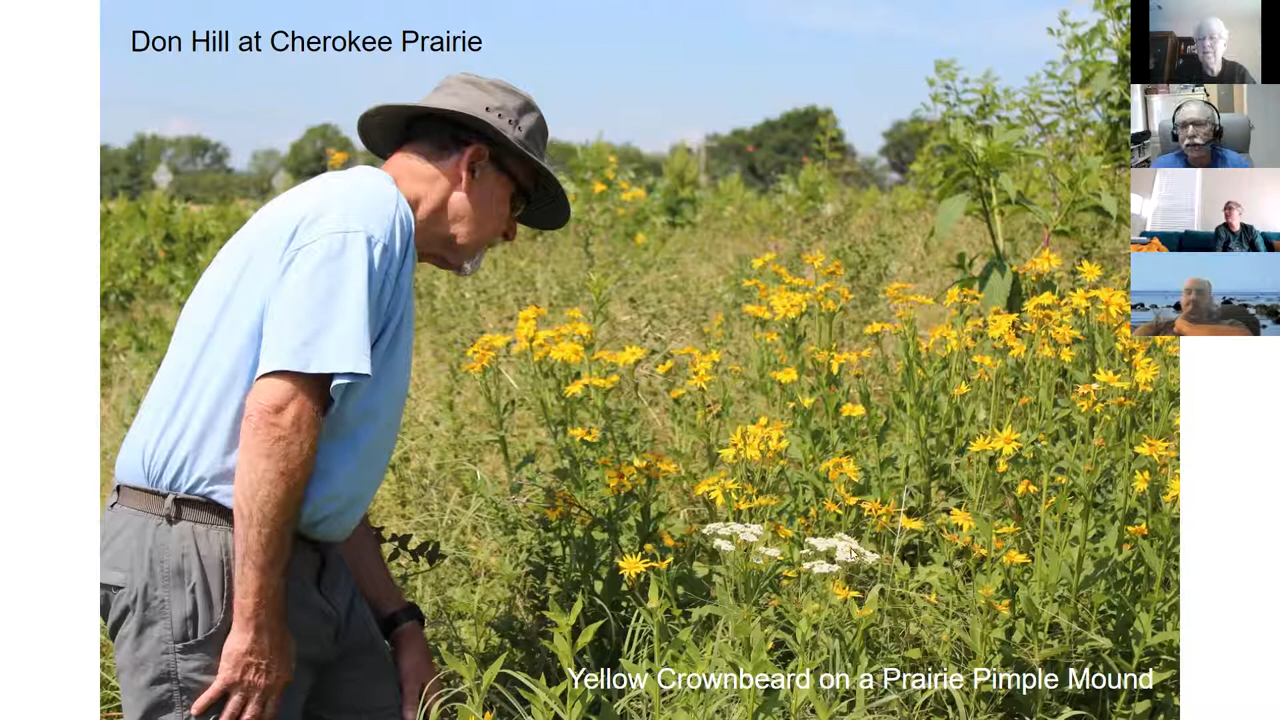 Don Hill at Cherokee Prairie
Yellow Crownbeard on a Prairie Pimple Mound